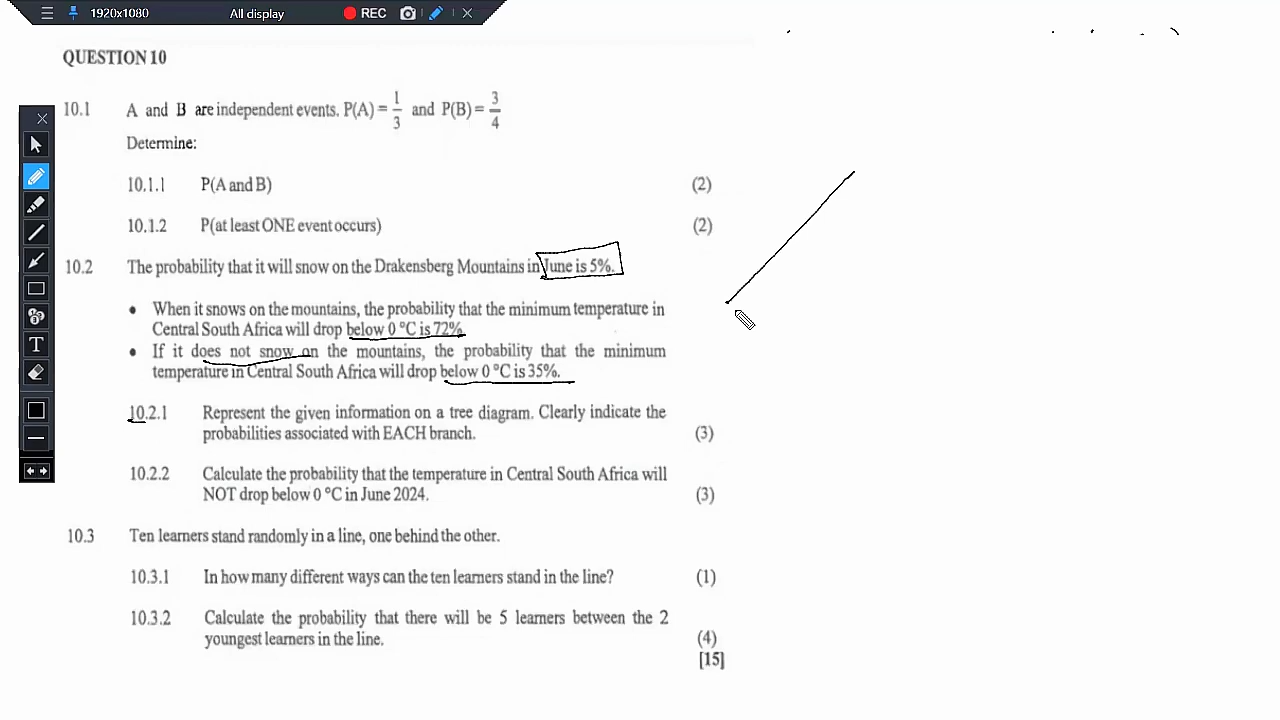 1920x1080 All display REC
QUESTION 10
10.1 A and B are independent events. P(A) = 1/3 and P(B) = 3/4
Determine:
10.1.1 P(A and B) (2)
10.1.2 P(at least ONE event occurs) (2)
10.2 The probability that it will snow on the Drakensberg Mountains in June is 5%.
• When it snows on the mountains, the probability that the minimum temperature in
Central South Africa will drop below 0 °C is 72%.
• If it does not snow on the mountains, the probability that the minimum
temperature in Central South Africa will drop below 0 °C is 35%.
10.2.1 Represent the given information on a tree diagram. Clearly indicate the
probabilities associated with EACH branch. (3)
10.2.2 Calculate the probability that the temperature in Central South Africa will
NOT drop below 0 °C in June 2024. (3)
10.3 Ten learners stand randomly in a line, one behind the other.
10.3.1 In how many different ways can the ten learners stand in the line? (1)
10.3.2 Calculate the probability that there will be 5 learners between the 2
youngest learners in the line. (4)
[15]
T